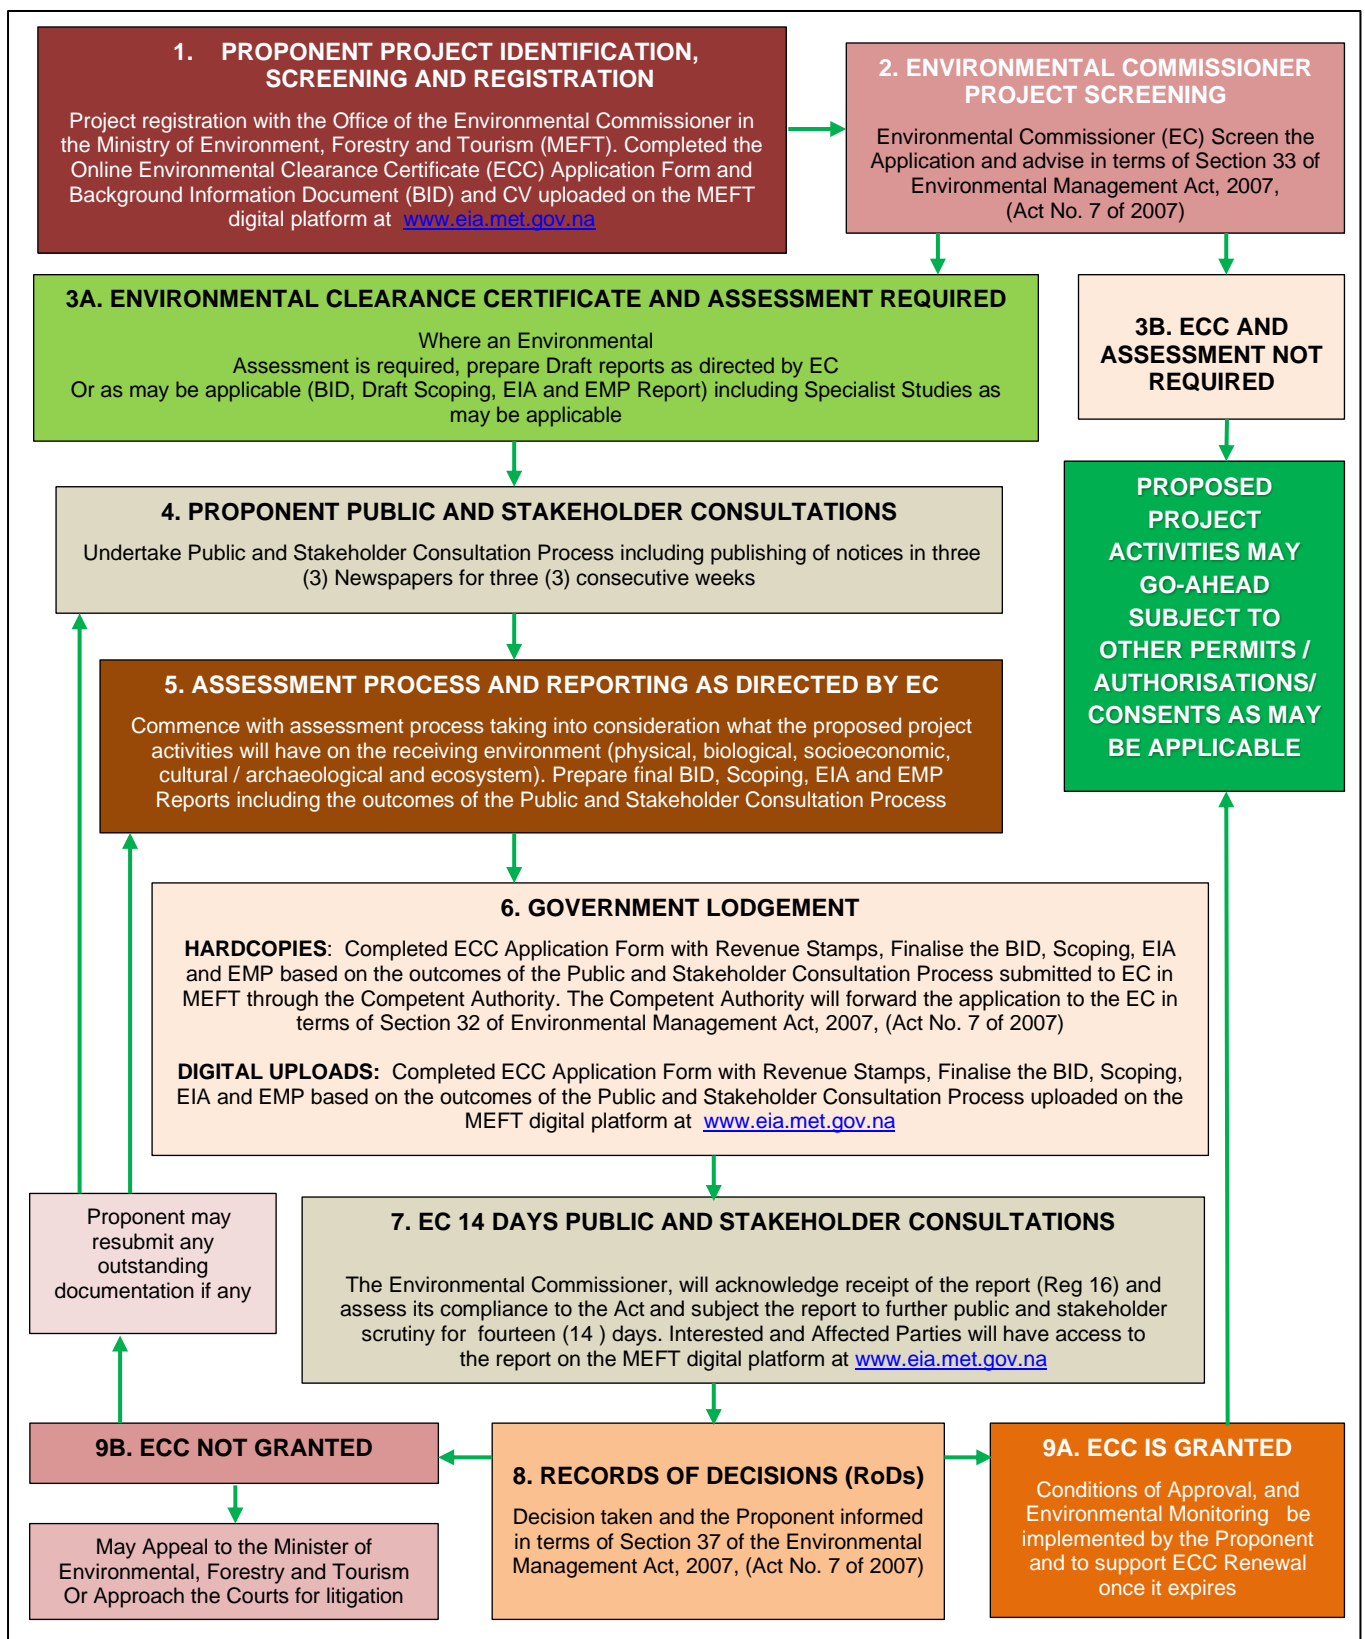 1. PROPONENT PROJECT IDENTIFICATION,
SCREENING AND REGISTRATION
Project registration with the Office of the Environmental Commissioner in
the Ministry of Environment, Forestry and Tourism (MEFT). Completed the
Online Environmental Clearance Certificate (ECC) Application Form and
Background Information Document (BID) and CV uploaded on the MEFT
digital platform at www.eia.met.gov.na
2. ENVIRONMENTAL COMMISSIONER
PROJECT SCREENING
Environmental Commissioner (EC) Screen the
Application and advise in terms of Section 33 of
Environmental Management Act, 2007,
(Act No. 7 of 2007)
3A. ENVIRONMENTAL CLEARANCE CERTIFICATE AND ASSESSMENT REQUIRED
Where an Environmental
Assessment is required, prepare Draft reports as directed by EC
Or as may be applicable (BID, Draft Scoping, EIA and EMP Report) including Specialist Studies as
may be applicable
3B. ECC AND
ASSESSMENT NOT
REQUIRED
4. PROPONENT PUBLIC AND STAKEHOLDER CONSULTATIONS
Undertake Public and Stakeholder Consultation Process including publishing of notices in three
(3) Newspapers for three (3) consecutive weeks
PROPOSED
PROJECT
ACTIVITIES MAY
GO-AHEAD
SUBJECT TO
OTHER PERMITS /
AUTHORISATIONS/
CONSENTS AS MAY
BE APPLICABLE
5. ASSESSMENT PROCESS AND REPORTING AS DIRECTED BY EC
Commence with assessment process taking into consideration what the proposed project
activities will have on the receiving environment (physical, biological, socioeconomic,
cultural / archaeological and ecosystem). Prepare final BID, Scoping, EIA and EMP
Reports including the outcomes of the Public and Stakeholder Consultation Process
6. GOVERNMENT LODGEMENT
HARDCOPIES: Completed ECC Application Form with Revenue Stamps, Finalise the BID, Scoping, EIA
and EMP based on the outcomes of the Public and Stakeholder Consultation Process submitted to EC in
MEFT through the Competent Authority. The Competent Authority will forward the application to the EC in
terms of Section 32 of Environmental Management Act, 2007, (Act No. 7 of 2007)
DIGITAL UPLOADS: Completed ECC Application Form with Revenue Stamps, Finalise the BID, Scoping,
EIA and EMP based on the outcomes of the Public and Stakeholder Consultation Process uploaded on the
MEFT digital platform at www.eia.met.gov.na
Proponent may
resubmit any
outstanding
documentation if any
7. EC 14 DAYS PUBLIC AND STAKEHOLDER CONSULTATIONS
The Environmental Commissioner, will acknowledge receipt of the report (Reg 16) and
assess its compliance to the Act and subject the report to further public and stakeholder
scrutiny for fourteen (14 ) days. Interested and Affected Parties will have access to
the report on the MEFT digital platform at www.eia.met.gov.na
9B. ECC NOT GRANTED
May Appeal to the Minister of
Environmental, Forestry and Tourism
Or Approach the Courts for litigation
8. RECORDS OF DECISIONS (RoDs)
Decision taken and the Proponent informed
in terms of Section 37 of the Environmental
Management Act, 2007, (Act No. 7 of 2007)
9A. ECC IS GRANTED
Conditions of Approval, and
Environmental Monitoring be
implemented by the Proponent
and to support ECC Renewal
once it expires